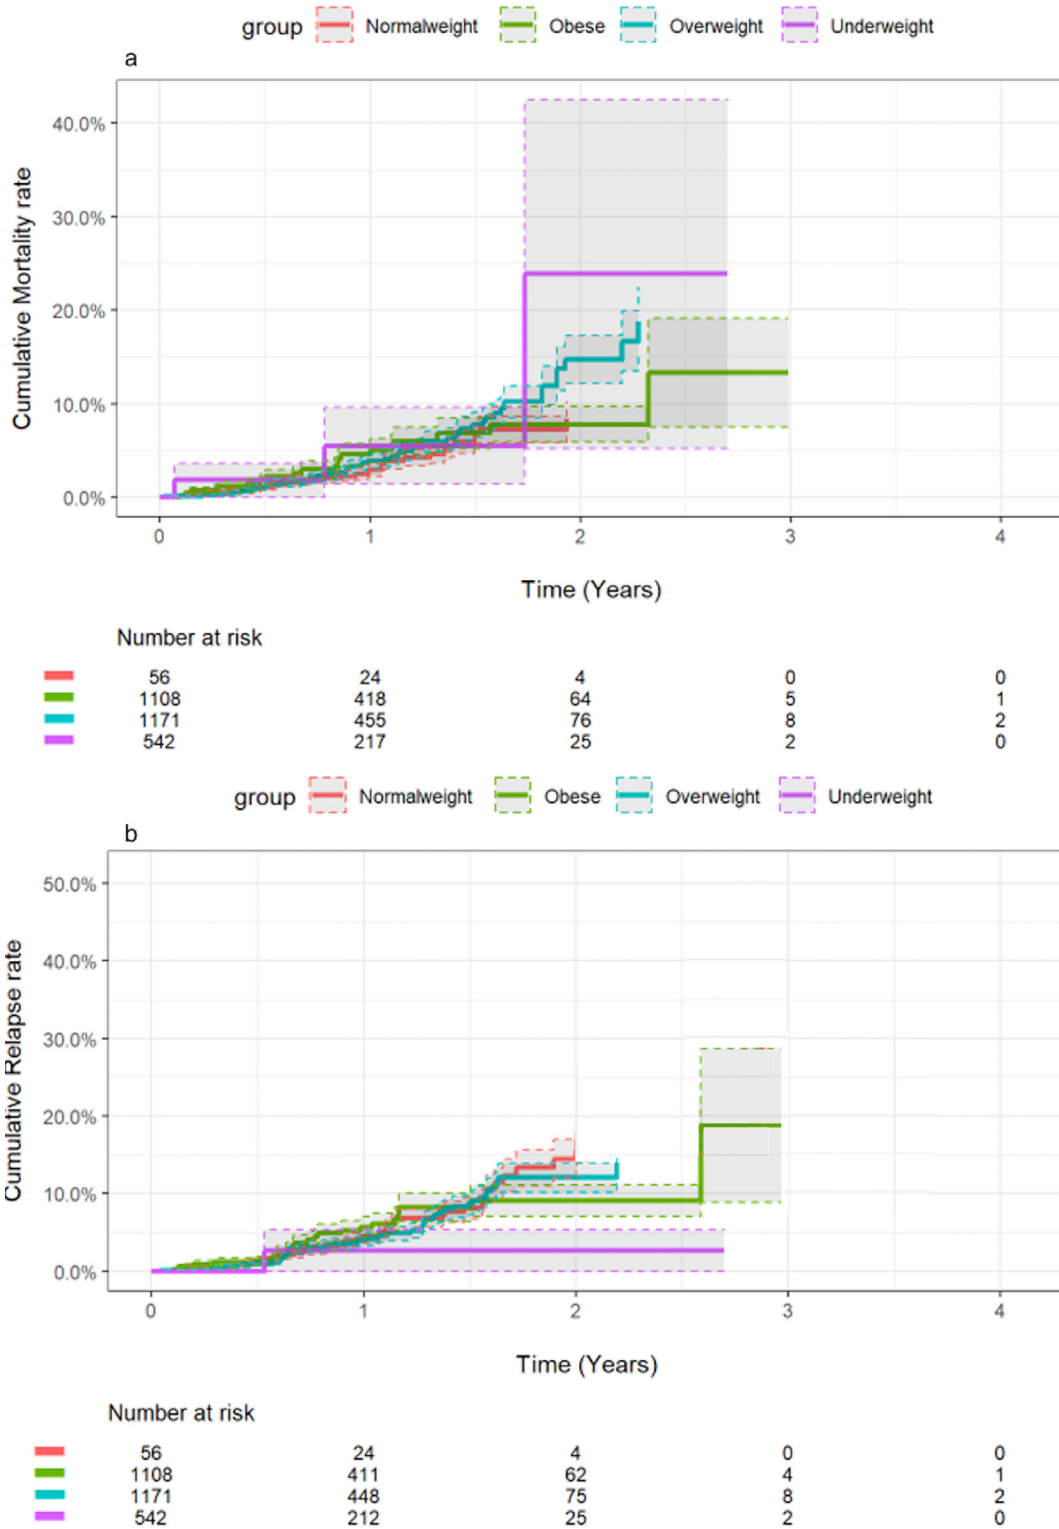 group Normalweight Obese Overweight Underweight
a
Cumulative Mortality rate
40.0%
30.0%
20.0%
10.0%
0.0%
0 1 2 3 4
Time (Years)
Number at risk
56 24 4 0 0
1108 418 64 5 1
1171 455 76 8 2
542 217 25 2 0
group Normalweight Obese Overweight Underweight
b
Cumulative Relapse rate
50.0%
40.0%
30.0%
20.0%
10.0%
0.0%
0 1 2 3 4
Time (Years)
Number at risk
56 24 4 0 0
1108 411 62 4 1
1171 448 75 8 2
542 212 25 2 0